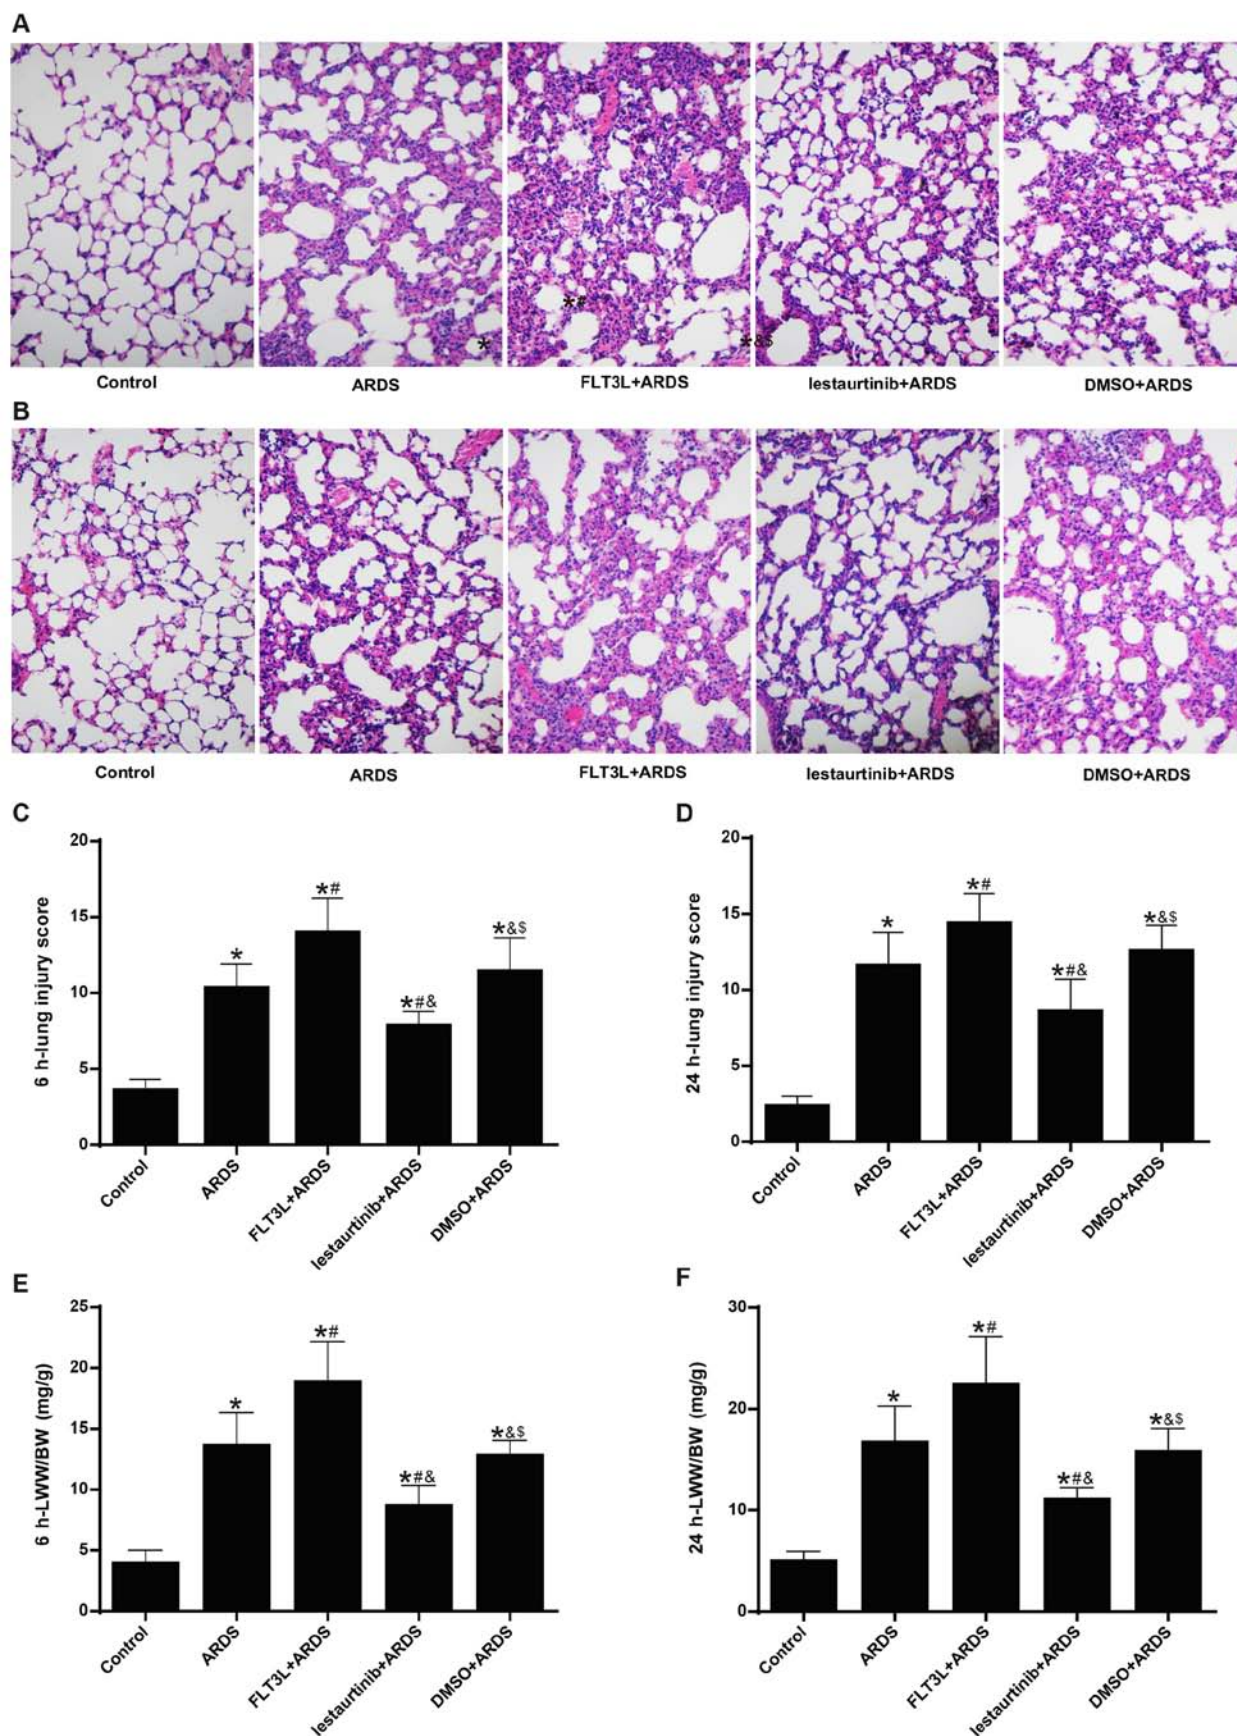 A
*
*#
*&$
Control
ARDS
FLT3L+ARDS
lestaurtinib+ARDS
DMSO+ARDS
B
Control
ARDS
FLT3L+ARDS
lestaurtinib+ARDS
DMSO+ARDS
C
6 h-lung injury score
20
15
10
5
0
*
*#
*#&
*&$
Control
ARDS
FLT3L+ARDS
lestaurtinib+ARDS
DMSO+ARDS
D
24 h-lung injury score
20
15
10
5
0
*
*#
*#&
*&$
Control
ARDS
FLT3L+ARDS
lestaurtinib+ARDS
DMSO+ARDS
E
6 h-LWW/BW (mg/g)
25
20
15
10
5
0
*
*#
*#&
*&$
Control
ARDS
FLT3L+ARDS
lestaurtinib+ARDS
DMSO+ARDS
F
24 h-LWW/BW (mg/g)
30
20
10
0
*
*#
*#&
*&$
Control
ARDS
FLT3L+ARDS
lestaurtinib+ARDS
DMSO+ARDS